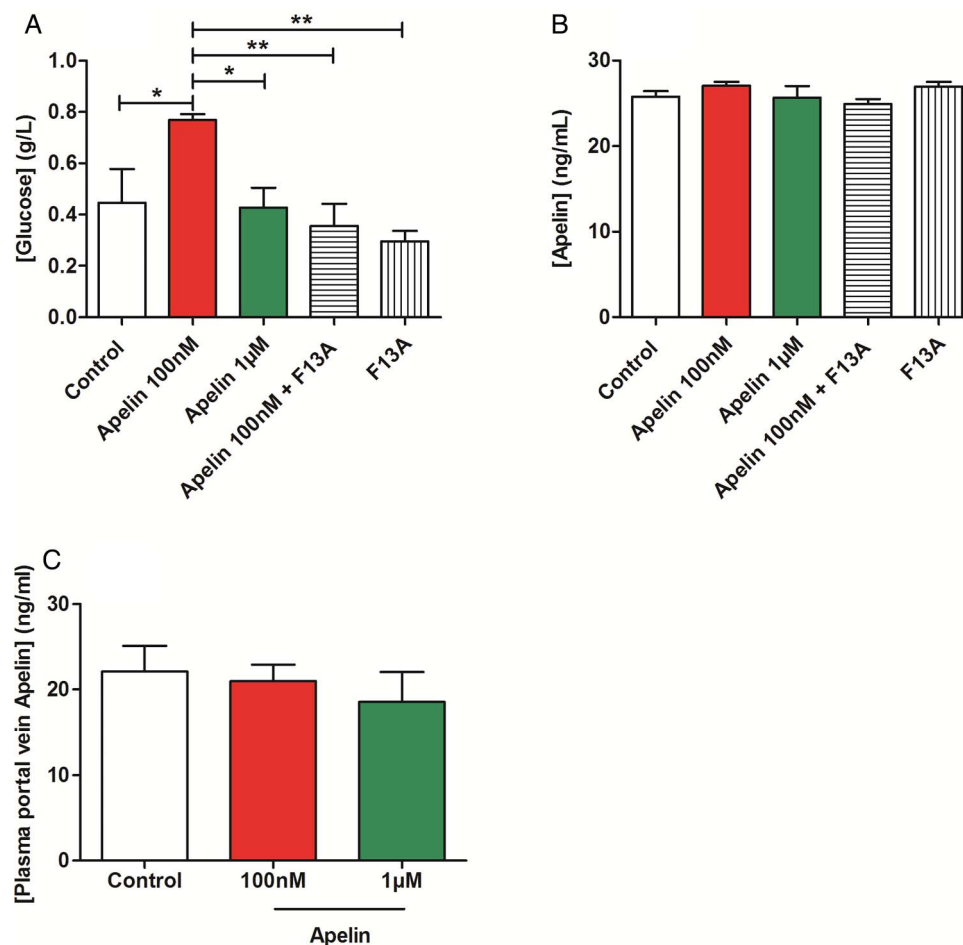 A
[Glucose] (g/L)
1.0
0.8
0.6
0.4
0.2
0.0
*
*
**
**
Control
Apelin 100nM
Apelin 1µM
Apelin 100nM + F13A
F13A
B
[Apelin] (ng/mL)
30
20
10
0
Control
Apelin 100nM
Apelin 1µM
Apelin 100nM + F13A
F13A
C
[Plasma portal vein Apelin] (ng/ml)
30
20
10
0
Control
100nM
1µM
Apelin